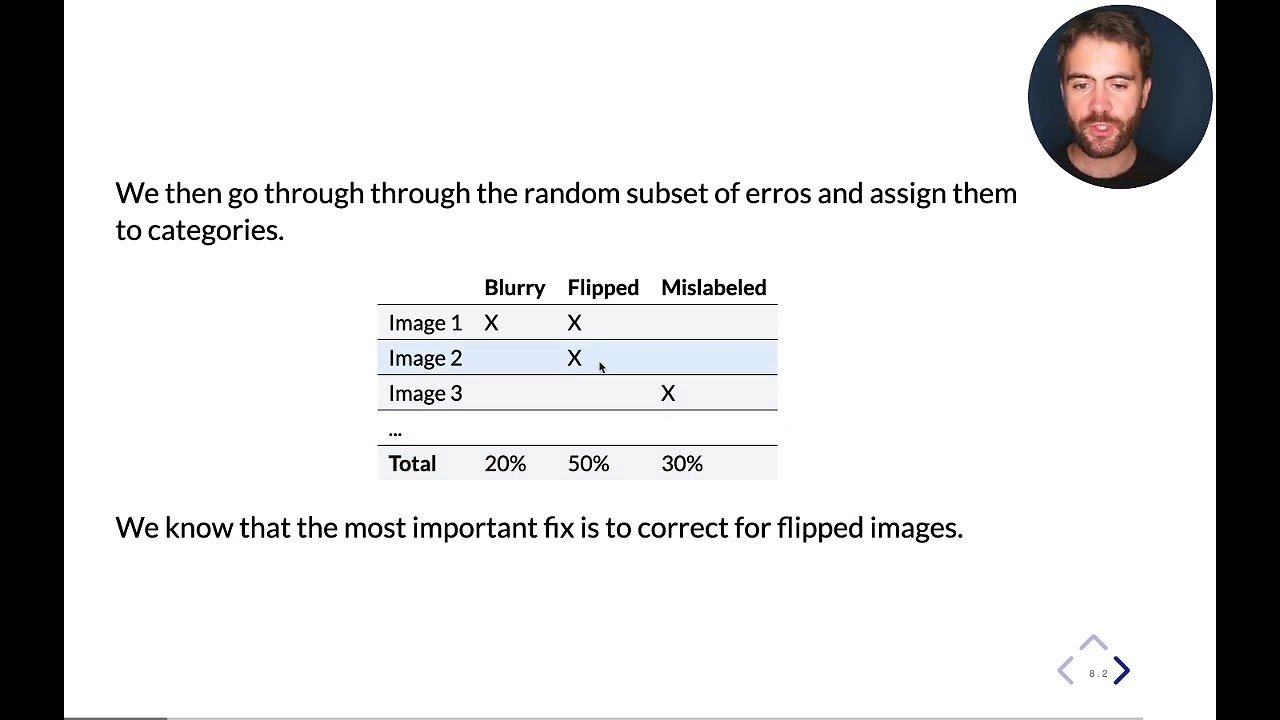 We then go through through the random subset of erros and assign them
to categories.
Blurry Flipped Mislabeled
Image 1 X X
Image 2 X
Image 3 X
...
Total 20% 50% 30%
We know that the most important fix is to correct for flipped images.
8.2